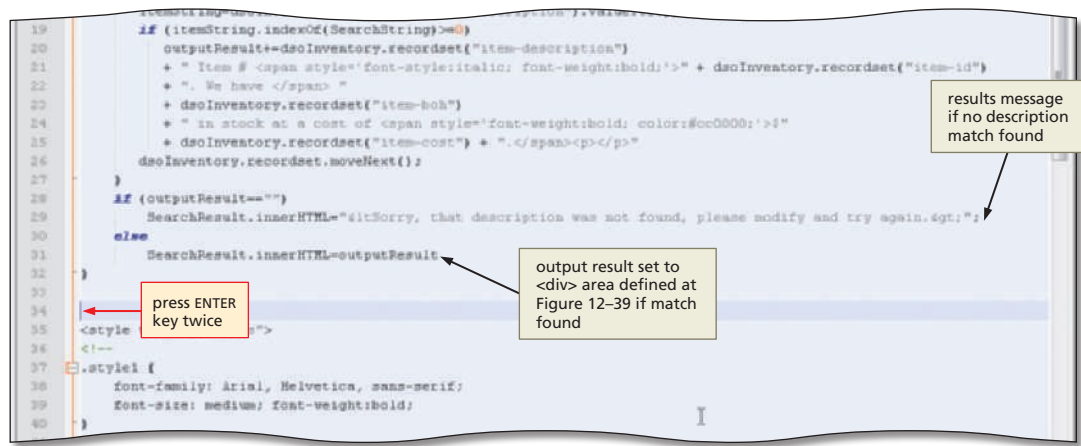 19 if (itemString.indexOf(SearchString)>=0)
20 outputResult+=dsoInventory.recordset("item-description")
21 + " Item # <span style='font-style:italic; font-weight:bold;'>" + dsoInventory.recordset("item-id")
22 + ". We have </span> "
23 + dsoInventory.recordset("item-boh")
24 + " in stock at a cost of <span style='font-weight:bold; color:#cc0000;'>$"
25 + dsoInventory.recordset("item-cost") + ".</span><p></p>"
26 dsoInventory.recordset.moveNext();
27 }
28 if (outputResult=="")
29 SearchResult.innerHTML="&ltSorry, that description was not found, please modify and try again.&gt;";
30 else
31 SearchResult.innerHTML=outputResult
32 }
33
34
35 <style
36 <!--
37 .style1 {
38 font-family: Arial, Helvetica, sans-serif;
39 font-size: medium; font-weight:bold;
40 }
results message
if no description
match found
output result set to
<div> area defined at
Figure 12–39 if match
found
press ENTER
key twice